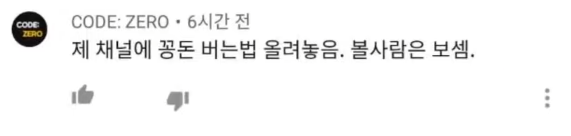 CODE:
ZERO
CODE: ZERO • 6시간 전
제 채널에 꽁돈 버는법 올려놓음. 볼사람은 보셈.